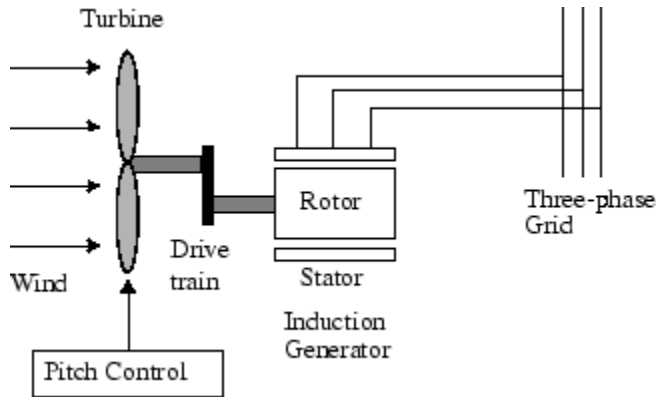 Turbine
Rotor
Three-phase
Grid
Drive
train
Wind
Stator
Induction
Generator
Pitch Control